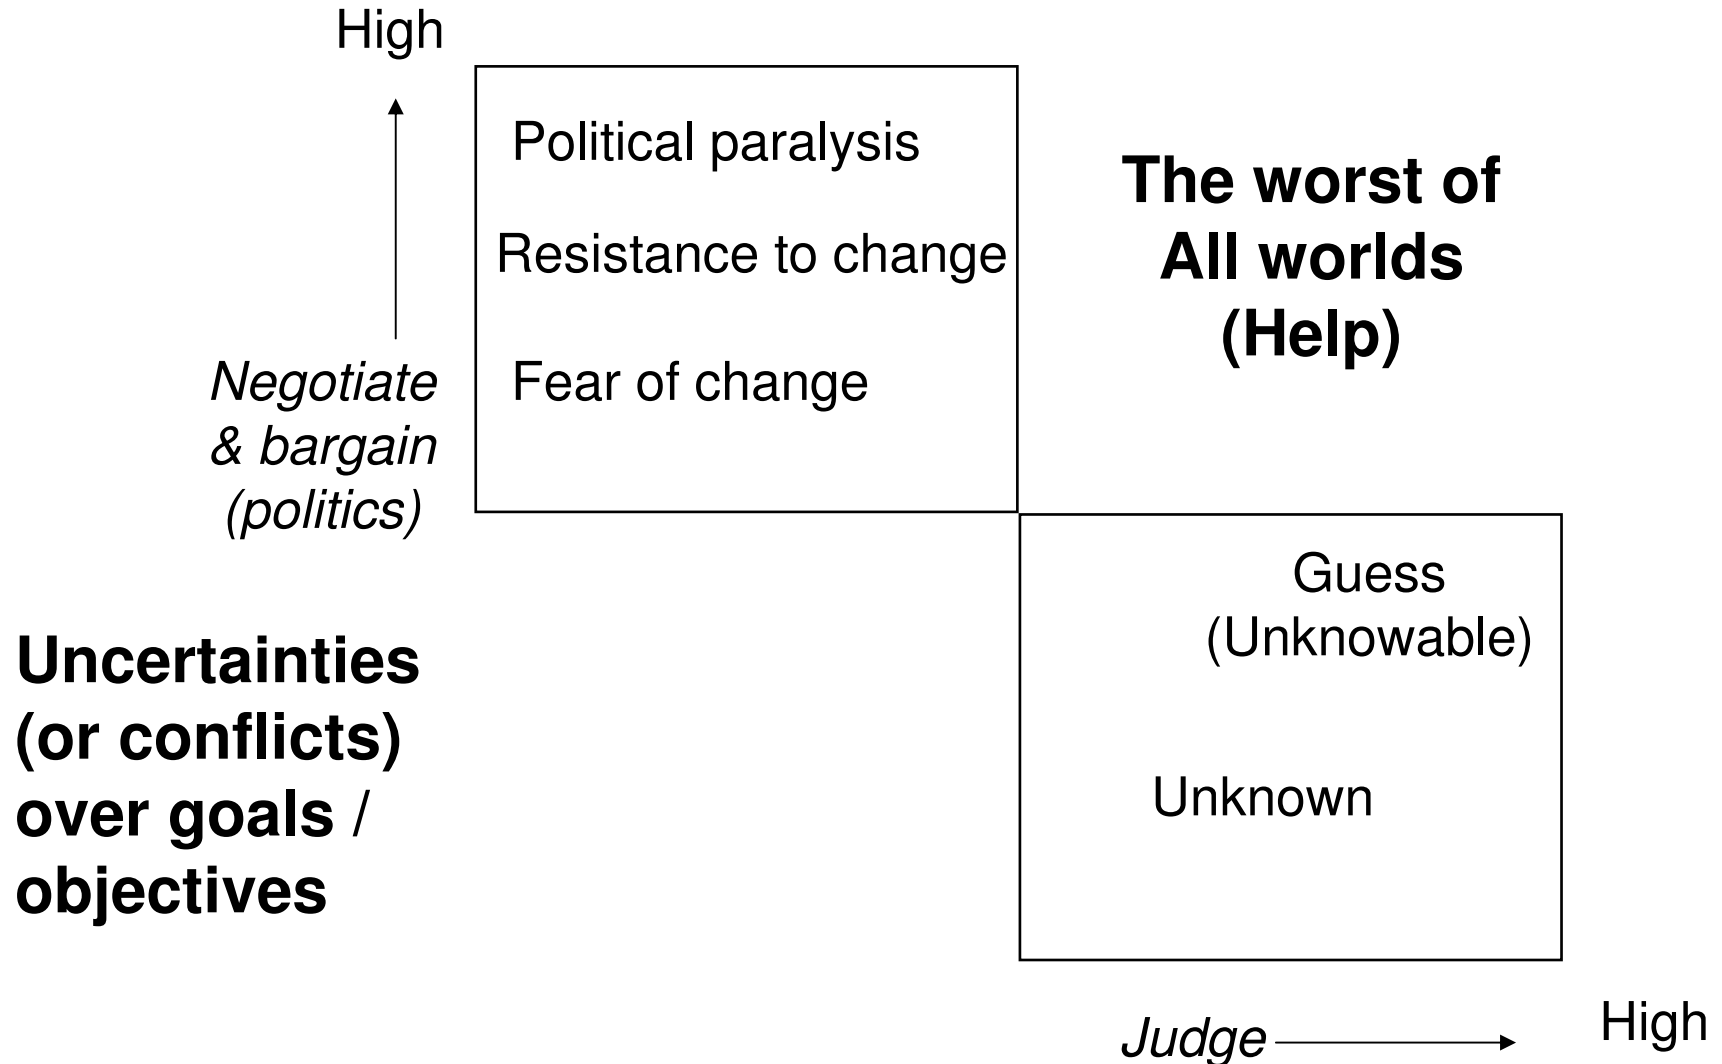 High
Political paralysis
Resistance to change
Fear of change
The worst of
All worlds
(Help)
Negotiate
& bargain
(politics)
Uncertainties
(or conflicts)
over goals /
objectives
Guess
(Unknowable)
Unknown
Judge
High